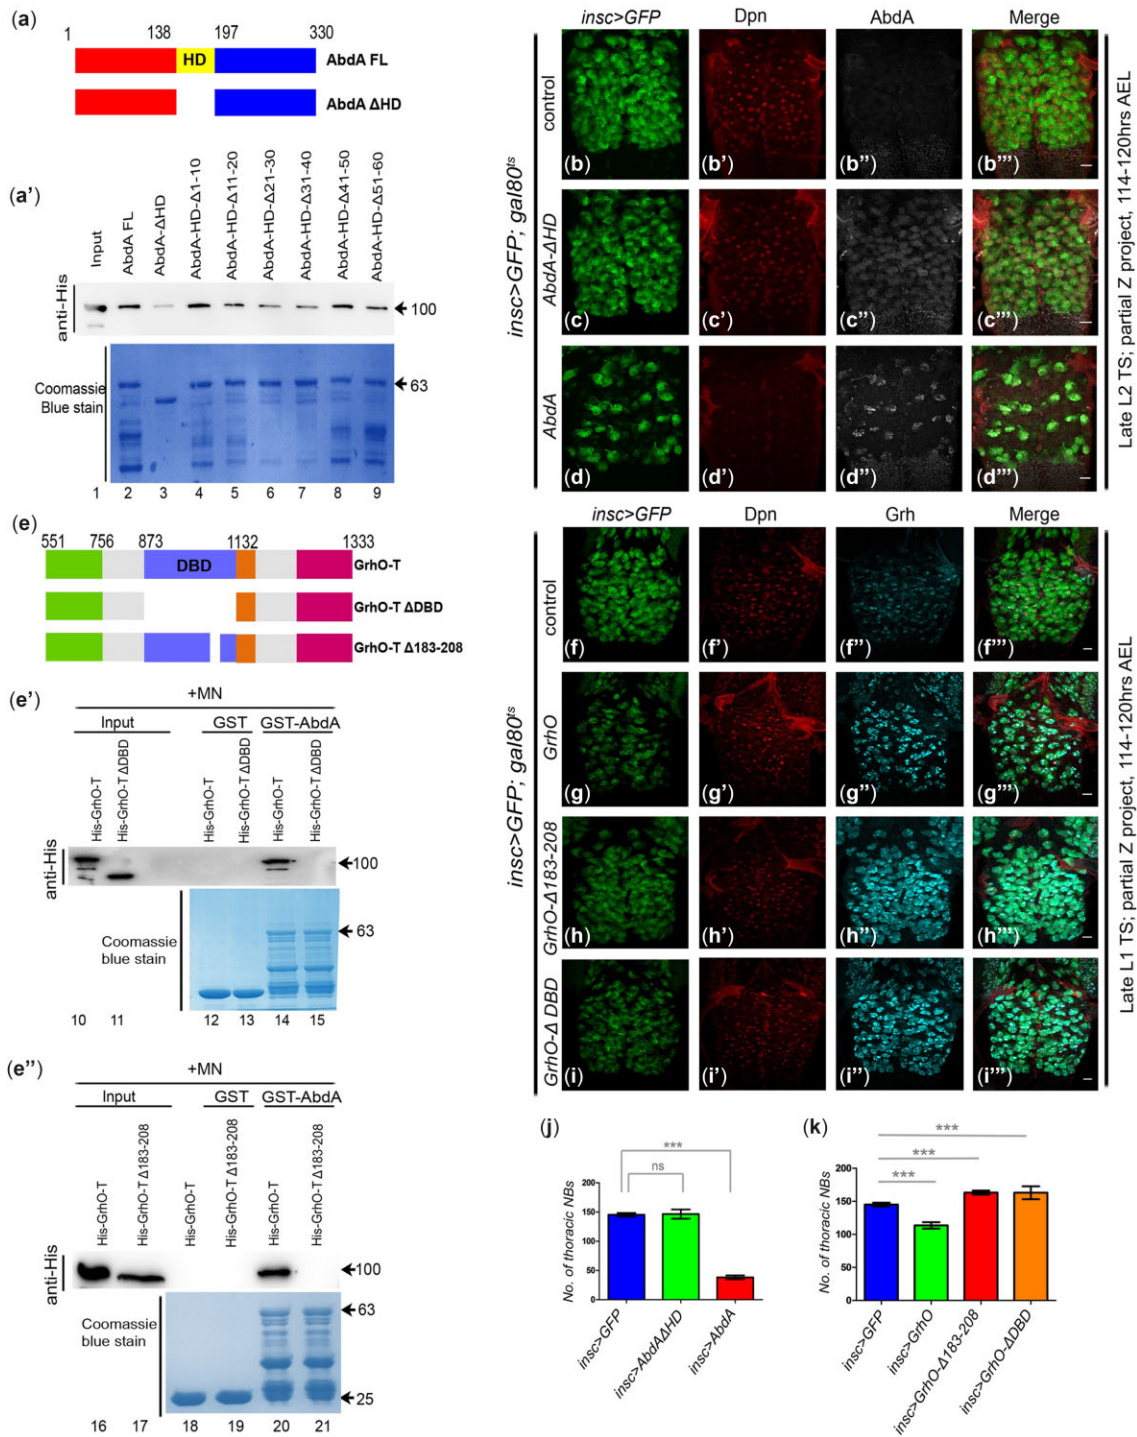 (a)
1 138 197 330
HD
AbdA FL
AbdA ΔHD
(a')
Input
AbdA FL
AbdA-ΔHD
AbdA-HD-Δ1-10
AbdA-HD-Δ11-20
AbdA-HD-Δ21-30
AbdA-HD-Δ31-40
AbdA-HD-Δ41-50
AbdA-HD-Δ51-60
anti-His
100
Coomassie
Blue stain
63
1 2 3 4 5 6 7 8 9
insc>GFP Dpn AbdA Merge
insc>GFP; gal80ts
control
(b) (b') (b'') (b''')
AbdA-ΔHD
(c) (c') (c'') (c''')
AbdA
(d) (d') (d'') (d''')
Late L2 TS; partial Z project, 114-120hrs AEL
(e)
551 756 873 1132 1333
DBD
GrhO-T
GrhO-T ΔDBD
GrhO-T Δ183-208
(e')
+MN
Input GST GST-AbdA
His-GrhO-T
His-GrhO-T ΔDBD
His-GrhO-T
His-GrhO-T ΔDBD
His-GrhO-T
His-GrhO-T ΔDBD
anti-His
100
Coomassie
blue stain
63
10 11 12 13 14 15
(e'')
+MN
Input GST GST-AbdA
His-GrhO-T
His-GrhO-T Δ183-208
His-GrhO-T
His-GrhO-T Δ183-208
His-GrhO-T
His-GrhO-T Δ183-208
anti-His
100
Coomassie
blue stain
63
25
16 17 18 19 20 21
insc>GFP Dpn Grh Merge
insc>GFP; gal80ts
control
(f) (f') (f'') (f''')
GrhO
(g) (g') (g'') (g''')
GrhO-Δ183-208
(h) (h') (h'') (h''')
GrhO-Δ DBD
(i) (i') (i'') (i''')
Late L1 TS; partial Z project, 114-120hrs AEL
(j)
***
ns
No. of thoracic NBs
200
150
100
50
0
insc>GFP
insc>AbdAΔHD
insc>AbdA
(k)
***
***
***
No. of thoracic NBs
200
150
100
50
0
insc>GFP
insc>GrhO
insc>GrhO-Δ183-208
insc>GrhO-ΔDBD